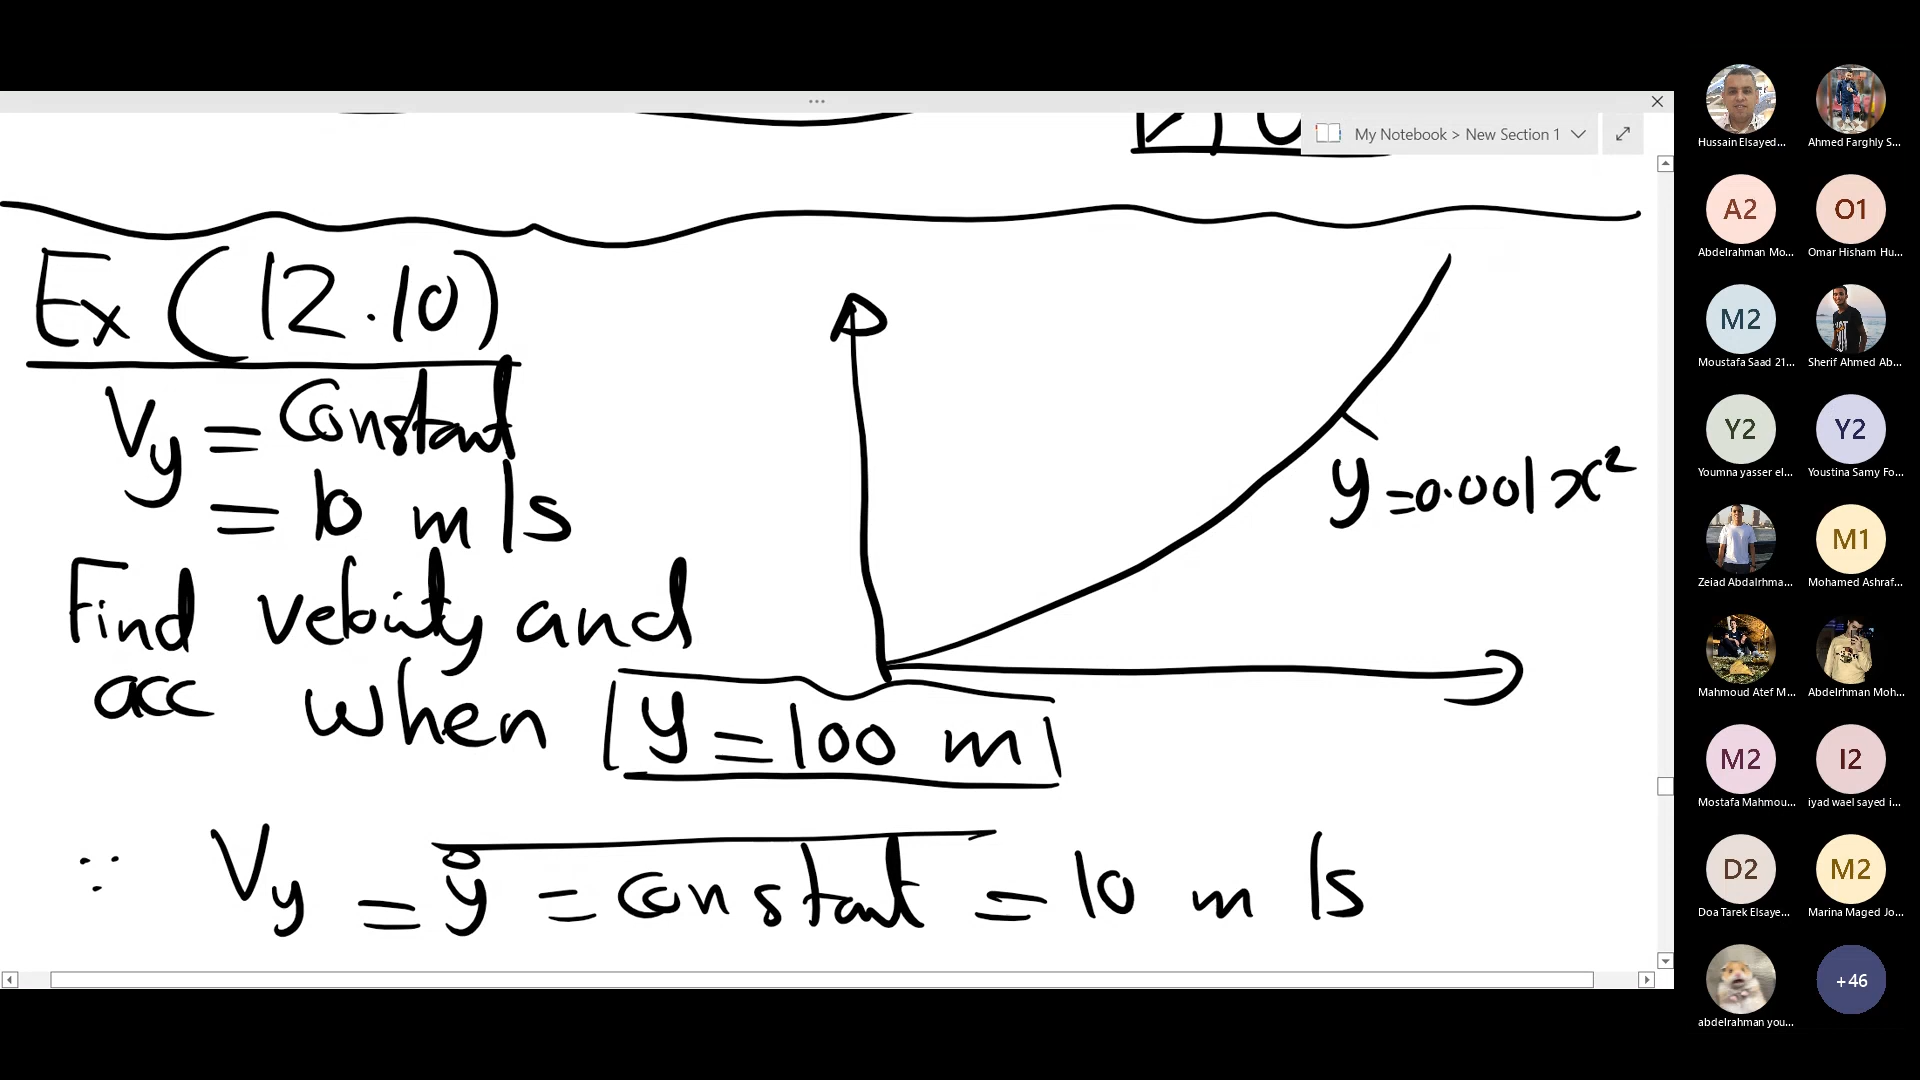 My Notebook > New Section 1
Ex (12.10)
Vy = Constant
= 10 m/s
Find velocity and
acc when y = 100 m
y = 0.001 x²
∵ Vy = ẏ = constant = 10 m/s
Hussain Elsayed...
Ahmed Farghly S...
A2
Abdelrahman Mo...
O1
Omar Hisham Hu...
M2
Moustafa Saad 21...
Sherif Ahmed Ab...
Y2
Youmna yasser el...
Y2
Youstina Samy Fo...
Zeiad Abdalrhma...
M1
Mohamed Ashraf...
Mahmoud Atef M...
Abdelrhman Moh...
M2
Mostafa Mahmou...
I2
iyad wael sayed i...
D2
Doa Tarek Elsaye...
M2
Marina Maged Jo...
abdelrahman you...
+46